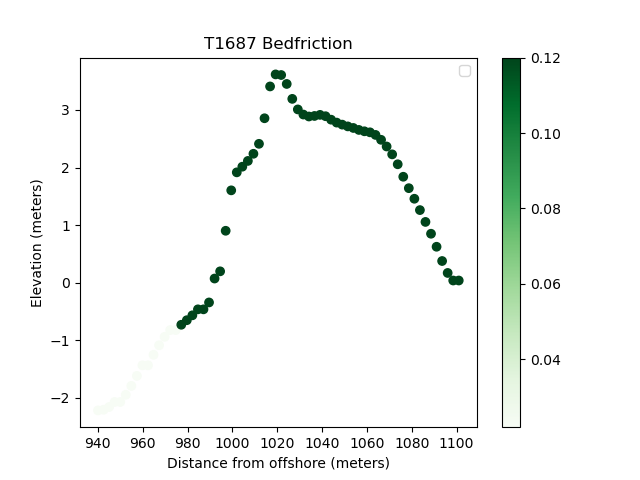 T1687 Bedfriction
Elevation (meters)
3
2
1
0
−1
−2
940 960 980 1000 1020 1040 1060 1080 1100
Distance from offshore (meters)
0.12
0.10
0.08
0.06
0.04